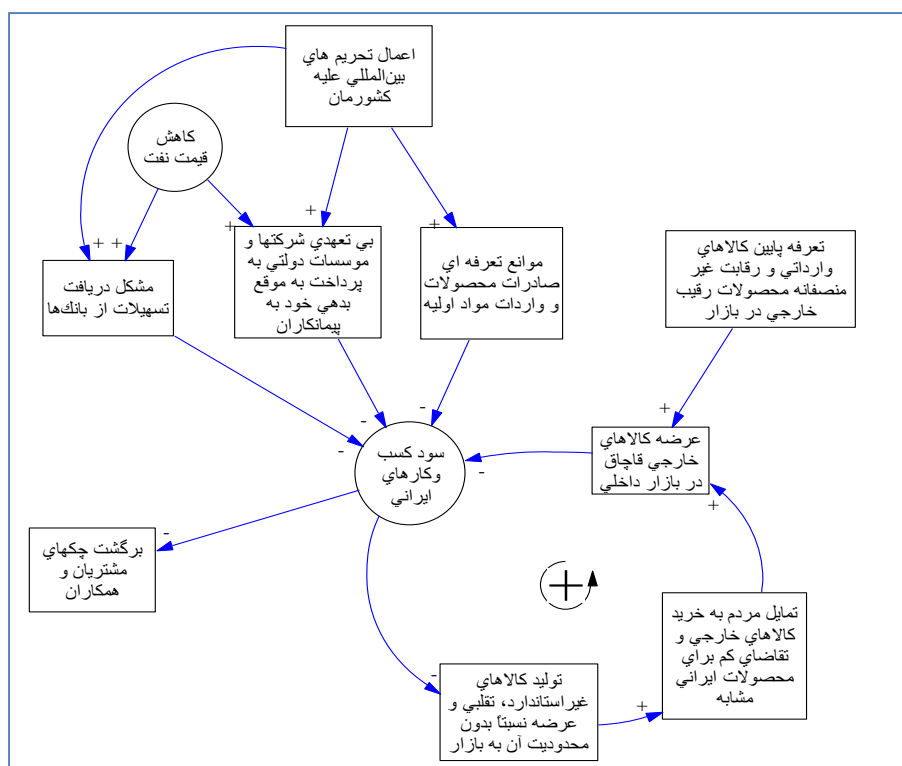 اعمال تحريم هاي
بين‌المللي عليه
كشورمان
كاهش
قيمت نفت
+
+
+
+
+
مشكل دريافت
تسهيلات از بانك‌ها
بي تعهدي شركتها و
موسسات دولتي به
پرداخت به موقع
بدهي خود به
پيمانكاران
موانع تعرفه اي
صادرات محصولات
و واردات مواد اوليه
تعرفه پايين كالاهاي
وارداتي و رقابت غير
منصفانه محصولات رقيب
خارجي در بازار
+
-
-
-
-
سود كسب
وكارهاي
ايراني
عرضه كالاهاي
خارجي قاچاق
در بازار داخلي
+
-
برگشت چكهاي
مشتريان و
همكاران
+
تمايل مردم به خريد
كالاهاي خارجي و
تقاضاي كم براي
محصولات ايراني
مشابه
-
+
توليد كالاهاي
غيراستاندارد، تقلبي و
عرضه نسبتاً بدون
محدوديت آن به بازار